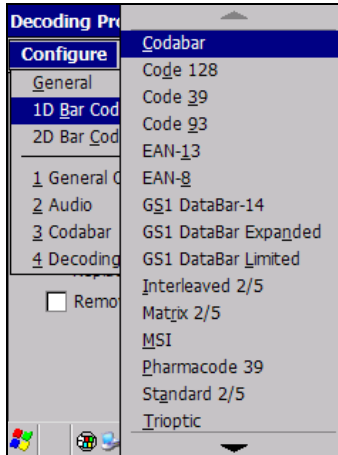 Decoding Pro
Configure
General
1D Bar Cod
2D Bar Cod
1 General O
2 Audio
3 Codabar
4 Decoding
Remo
Codabar
Code 128
Code 39
Code 93
EAN-13
EAN-8
GS1 DataBar-14
GS1 DataBar Expanded
GS1 DataBar Limited
Interleaved 2/5
Matrix 2/5
MSI
Pharmacode 39
Standard 2/5
Trioptic